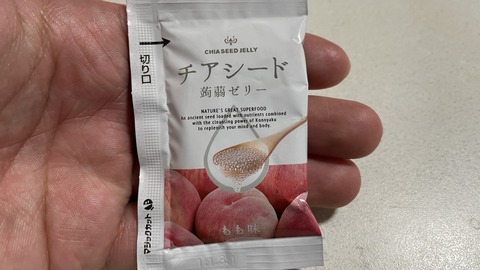 CHIA SEED JELLY
チアシード
蒟蒻ゼリー
NATURE'S GREAT SUPERFOOD
An ancient seed loaded with nutrients combined
with the cleansing power of Konnyaku
to replenish your mind and body.
もも味
切り口
マジックカット